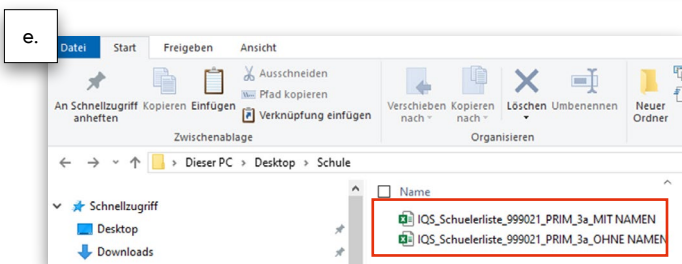 e.
Datei Start Freigeben Ansicht
An Schnellzugriff anheften
Kopieren
Einfügen
Ausschneiden
Pfad kopieren
Verknüpfung einfügen
Zwischenablage
Verschieben nach
Kopieren nach
Löschen
Umbenennen
Organisieren
Neuer Ordner
Dieser PC > Desktop > Schule
Name
Schnellzugriff
Desktop
Downloads
IQS_Schuelerliste_999021_PRIM_3a_MIT NAMEN
IQS_Schuelerliste_999021_PRIM_3a_OHNE NAMEN